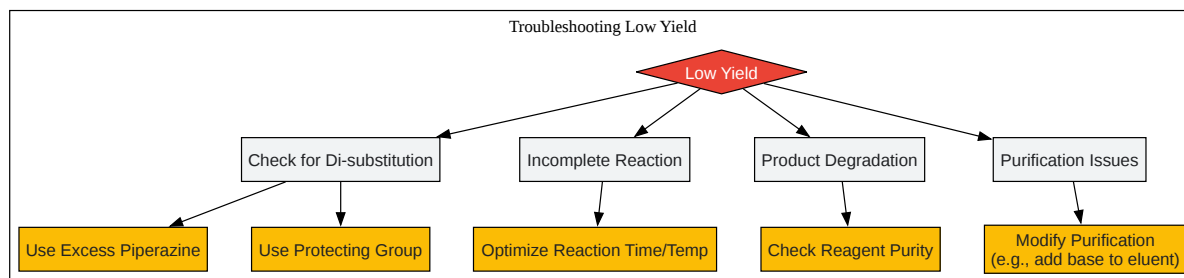 Troubleshooting Low Yield
Low Yield
Check for Di-substitution
Incomplete Reaction
Product Degradation
Purification Issues
Use Excess Piperazine
Use Protecting Group
Optimize Reaction Time/Temp
Check Reagent Purity
Modify Purification
(e.g., add base to eluent)